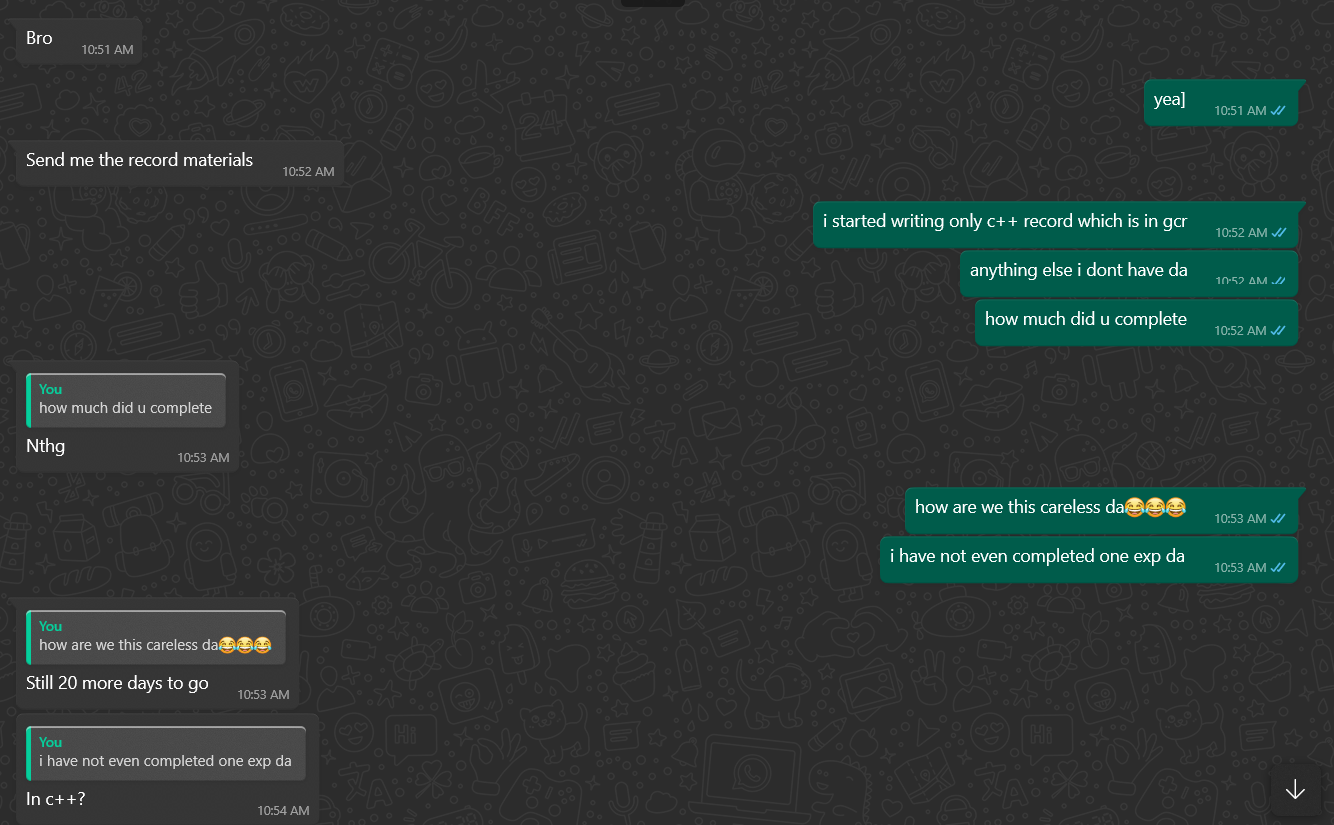 Bro
10:51 AM
yea]
10:51 AM
Send me the record materials
10:52 AM
i started writing only c++ record which is in gcr
10:52 AM
anything else i dont have da
10:52 AM
how much did u complete
10:52 AM
You
how much did u complete
Nthg
10:53 AM
how are we this careless da😂😂😂
10:53 AM
i have not even completed one exp da
10:53 AM
You
how are we this careless da😂😂😂
Still 20 more days to go
10:53 AM
You
i have not even completed one exp da
In c++?
10:54 AM